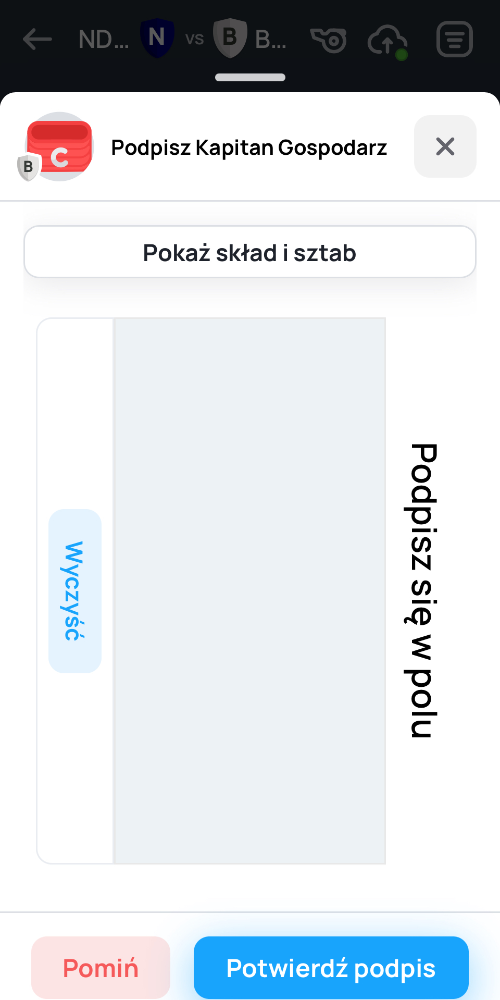 ND... N vs B B...
C
B
Podpisz Kapitan Gospodarz
Pokaż skład i sztab
Podpisz się w polu
Wyczyść
Pomiń
Potwierdź podpis